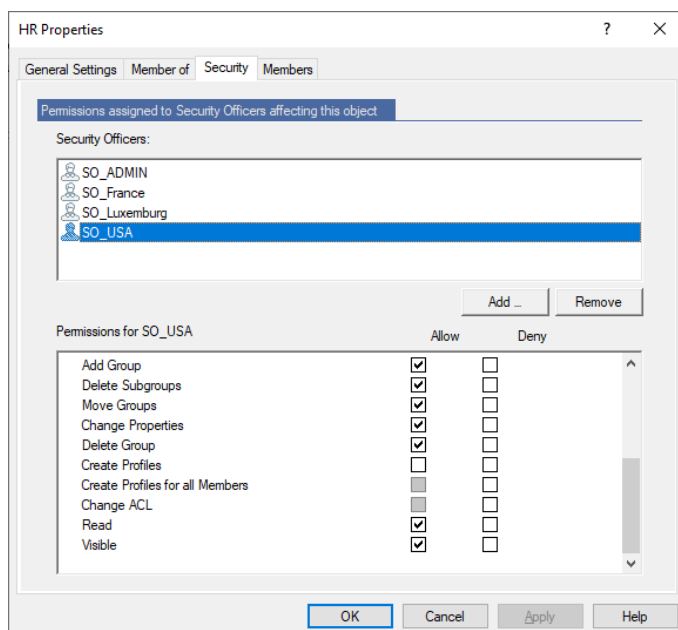 HR Properties
General Settings Member of Security Members
Permissions assigned to Security Officers affecting this object
Security Officers:
SO_ADMIN
SO_France
SO_Luxemburg
SO_USA
Add ... Remove
Permissions for SO_USA Allow Deny
Add Group
Delete Subgroups
Move Groups
Change Properties
Delete Group
Create Profiles
Create Profiles for all Members
Change ACL
Read
Visible
OK Cancel Apply Help